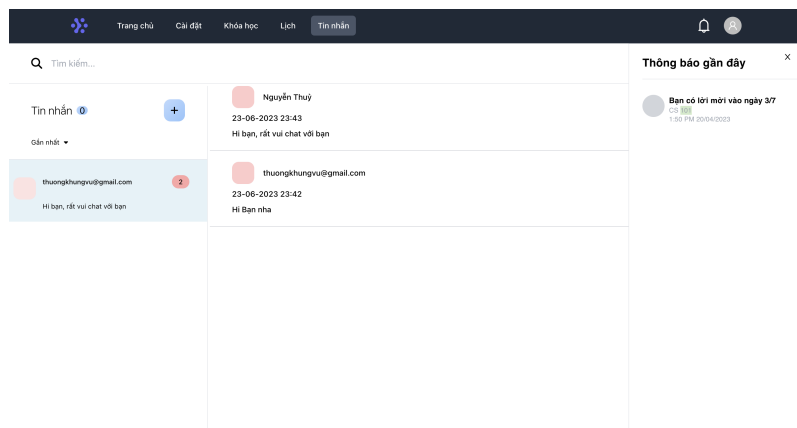 Trang chủ Cài đặt Khóa học Lịch Tin nhắn
Tìm kiếm...
Tin nhắn 0 +
Gần nhất
thuongkhungvu@gmail.com 2
Hi bạn, rất vui chat với bạn
Nguyễn Thuỷ
23-06-2023 23:43
Hi bạn, rất vui chat với bạn
thuongkhungvu@gmail.com
23-06-2023 23:42
Hi Bạn nha
Thông báo gần đây X
Bạn có lời mời vào ngày 3/7
CS 101
1:50 PM 20/04/2023